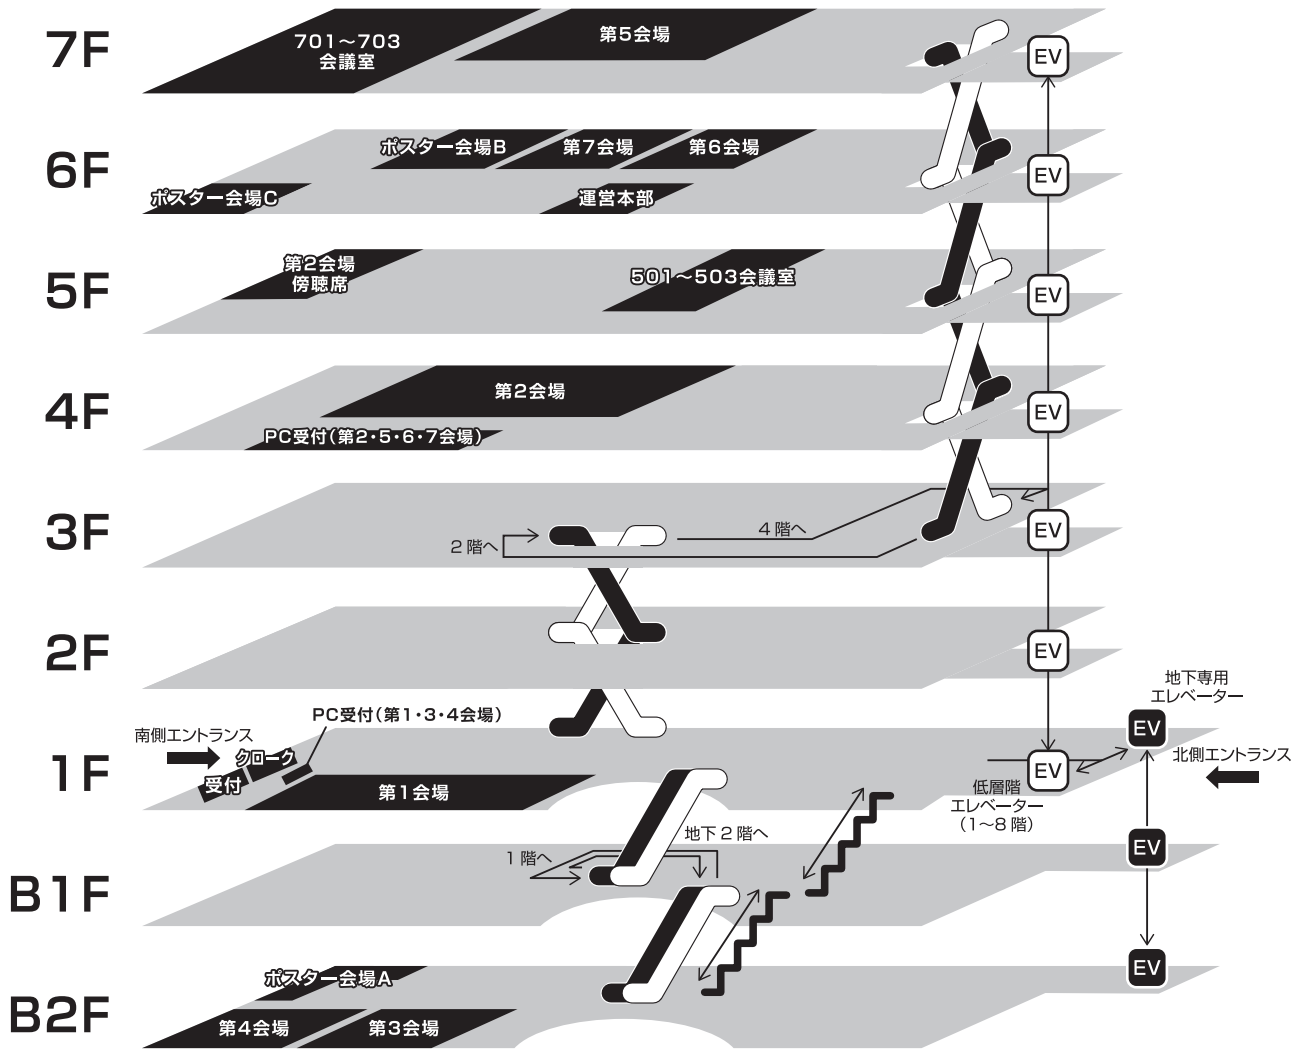 7F
701～703
会議室
第5会場
EV
6F
ポスター会場B
第7会場
第6会場
ポスター会場C
運営本部
EV
5F
第2会場
傍聴席
501～503会議室
EV
4F
第2会場
PC受付（第2・5・6・7会場）
EV
3F
2階へ
4階へ
EV
2F
EV
地下専用
エレベーター
EV
南側エントランス
PC受付（第1・3・4会場）
北側エントランス
1F
クローク
受付
第1会場
EV
低層階
エレベーター
（1～8階）
B1F
1階へ
地下2階へ
EV
B2F
ポスター会場A
第4会場
第3会場
EV